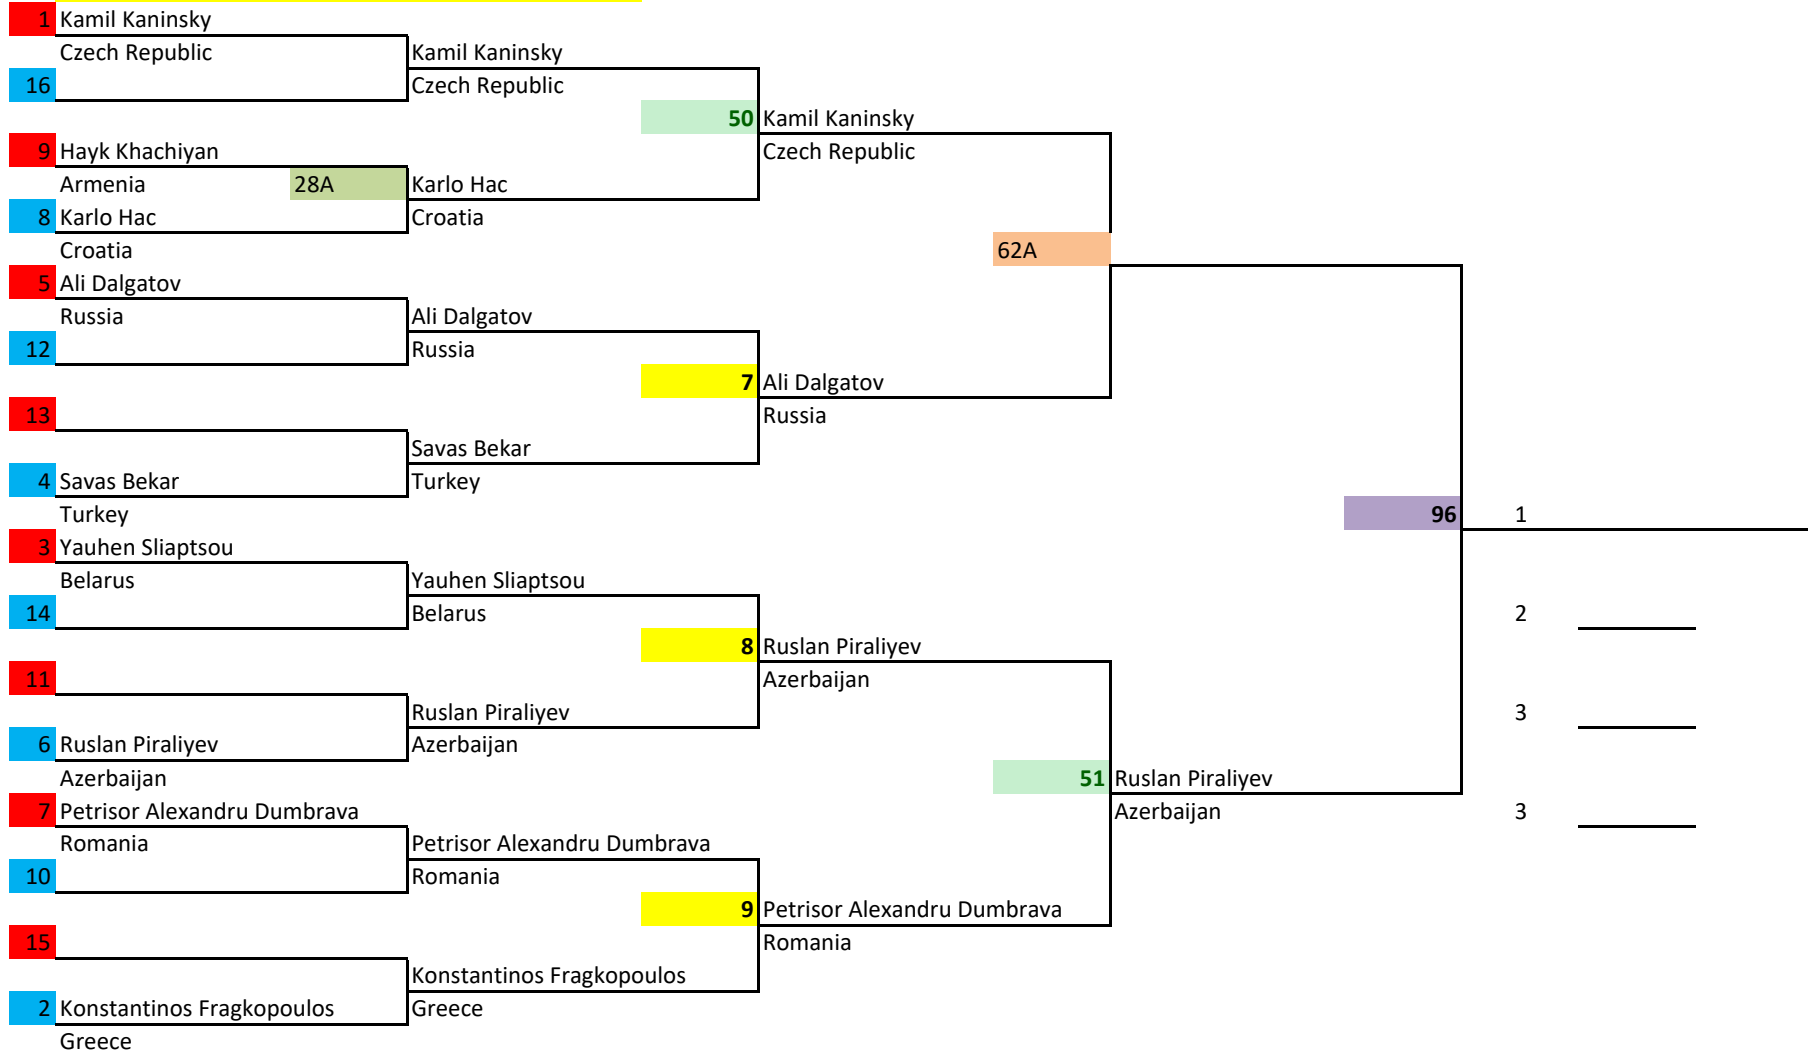 1 Kamil Kaninsky
Czech Republic Kamil Kaninsky
16 Czech Republic
50 Kamil Kaninsky
9 Hayk Khachiyan Czech Republic
Armenia 28A Karlo Hac
8 Karlo Hac Croatia
Croatia 62A
5 Ali Dalgatov
Russia Ali Dalgatov
12 Russia
7 Ali Dalgatov
13 Russia
Savas Bekar
4 Savas Bekar Turkey
Turkey 96 1
3 Yauhen Sliaptsou
Belarus Yauhen Sliaptsou
14 Belarus 2
8 Ruslan Piraliyev
11 Azerbaijan
Ruslan Piraliyev 3
6 Ruslan Piraliyev Azerbaijan
Azerbaijan 51 Ruslan Piraliyev
7 Petrisor Alexandru Dumbrava Azerbaijan 3
Romania Petrisor Alexandru Dumbrava
10 Romania
9 Petrisor Alexandru Dumbrava
15 Romania
Konstantinos Fragkopoulos
2 Konstantinos Fragkopoulos Greece
Greece